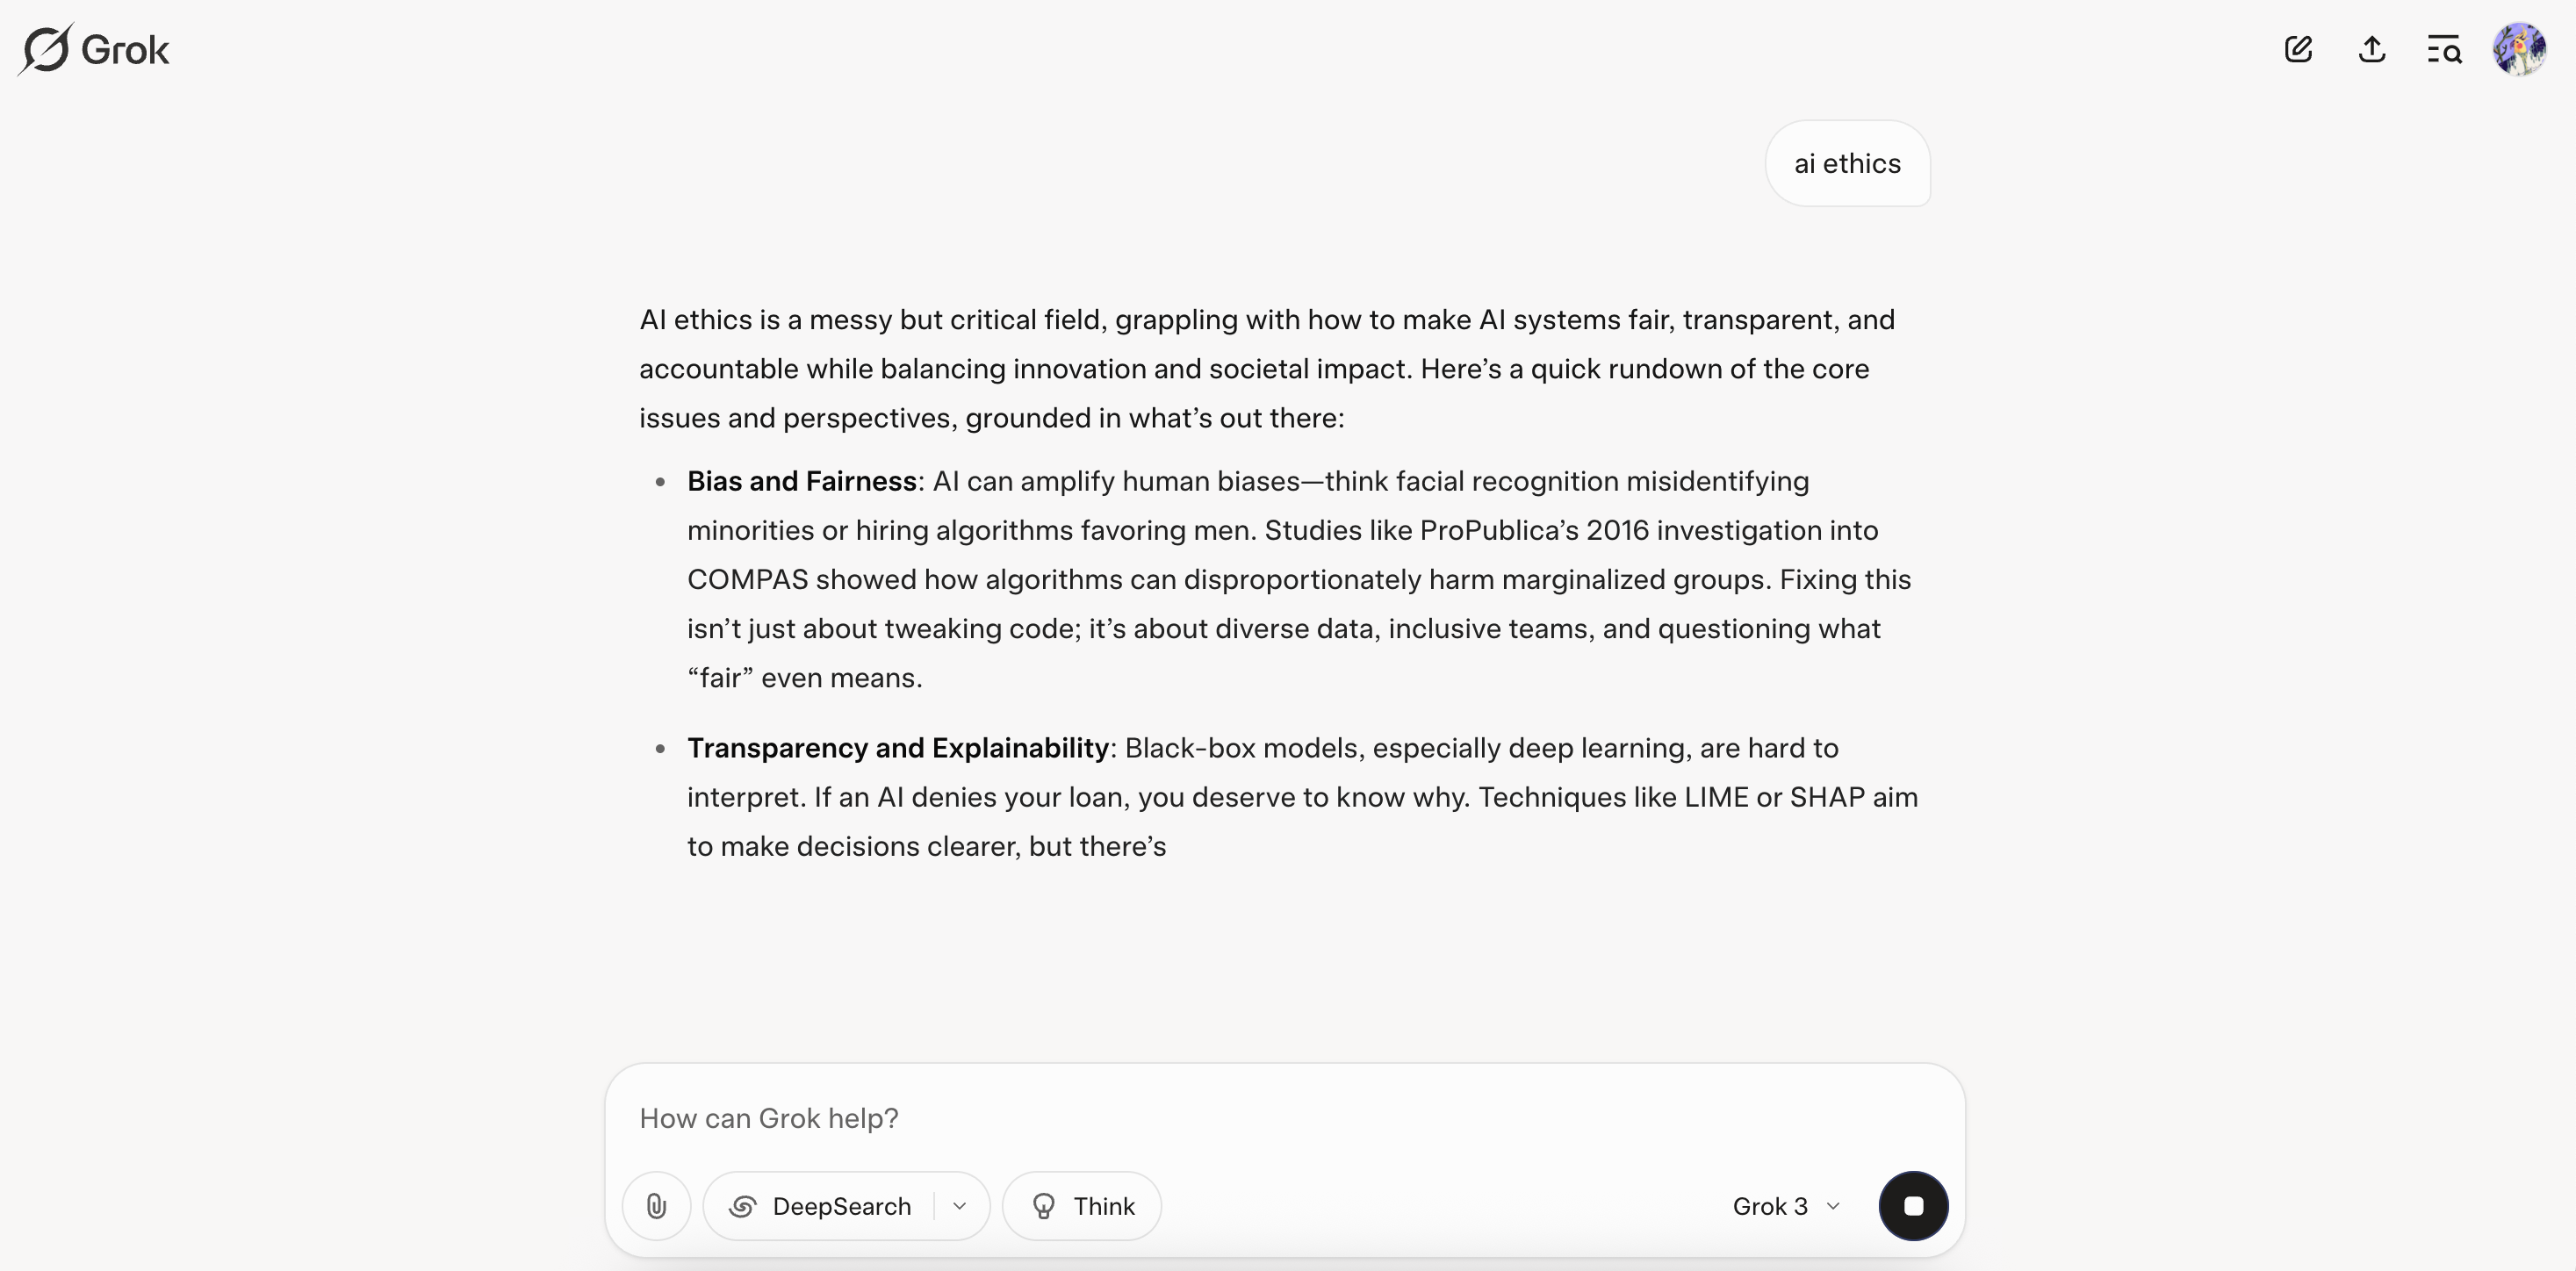 Grok
ai ethics
AI ethics is a messy but critical field, grappling with how to make AI systems fair, transparent, and
accountable while balancing innovation and societal impact. Here’s a quick rundown of the core
issues and perspectives, grounded in what’s out there:
• Bias and Fairness: AI can amplify human biases—think facial recognition misidentifying
minorities or hiring algorithms favoring men. Studies like ProPublica’s 2016 investigation into
COMPAS showed how algorithms can disproportionately harm marginalized groups. Fixing this
isn’t just about tweaking code; it’s about diverse data, inclusive teams, and questioning what
“fair” even means.
• Transparency and Explainability: Black-box models, especially deep learning, are hard to
interpret. If an AI denies your loan, you deserve to know why. Techniques like LIME or SHAP aim
to make decisions clearer, but there’s
How can Grok help?
DeepSearch Think Grok 3